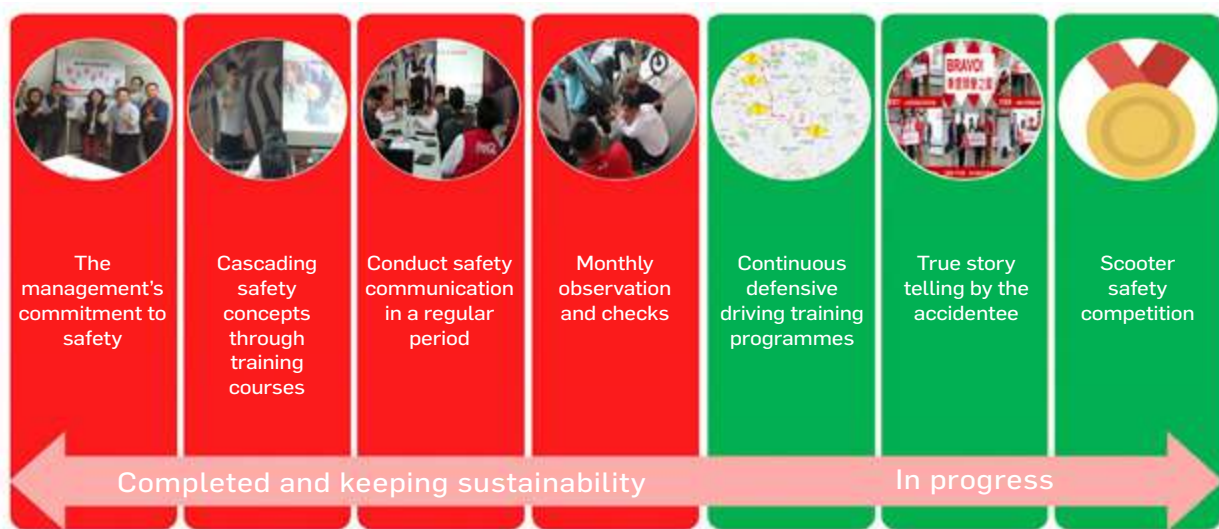 BRAVO!
The
management's
commitment to
safety
Cascading
safety
concepts
through
training
courses
Conduct safety
communication
in a regular
period
Monthly
observation
and checks
Continuous
defensive
driving training
programmes
True story
telling by the
accidentee
Scooter
safety
competition
Completed and keeping sustainability
In progress